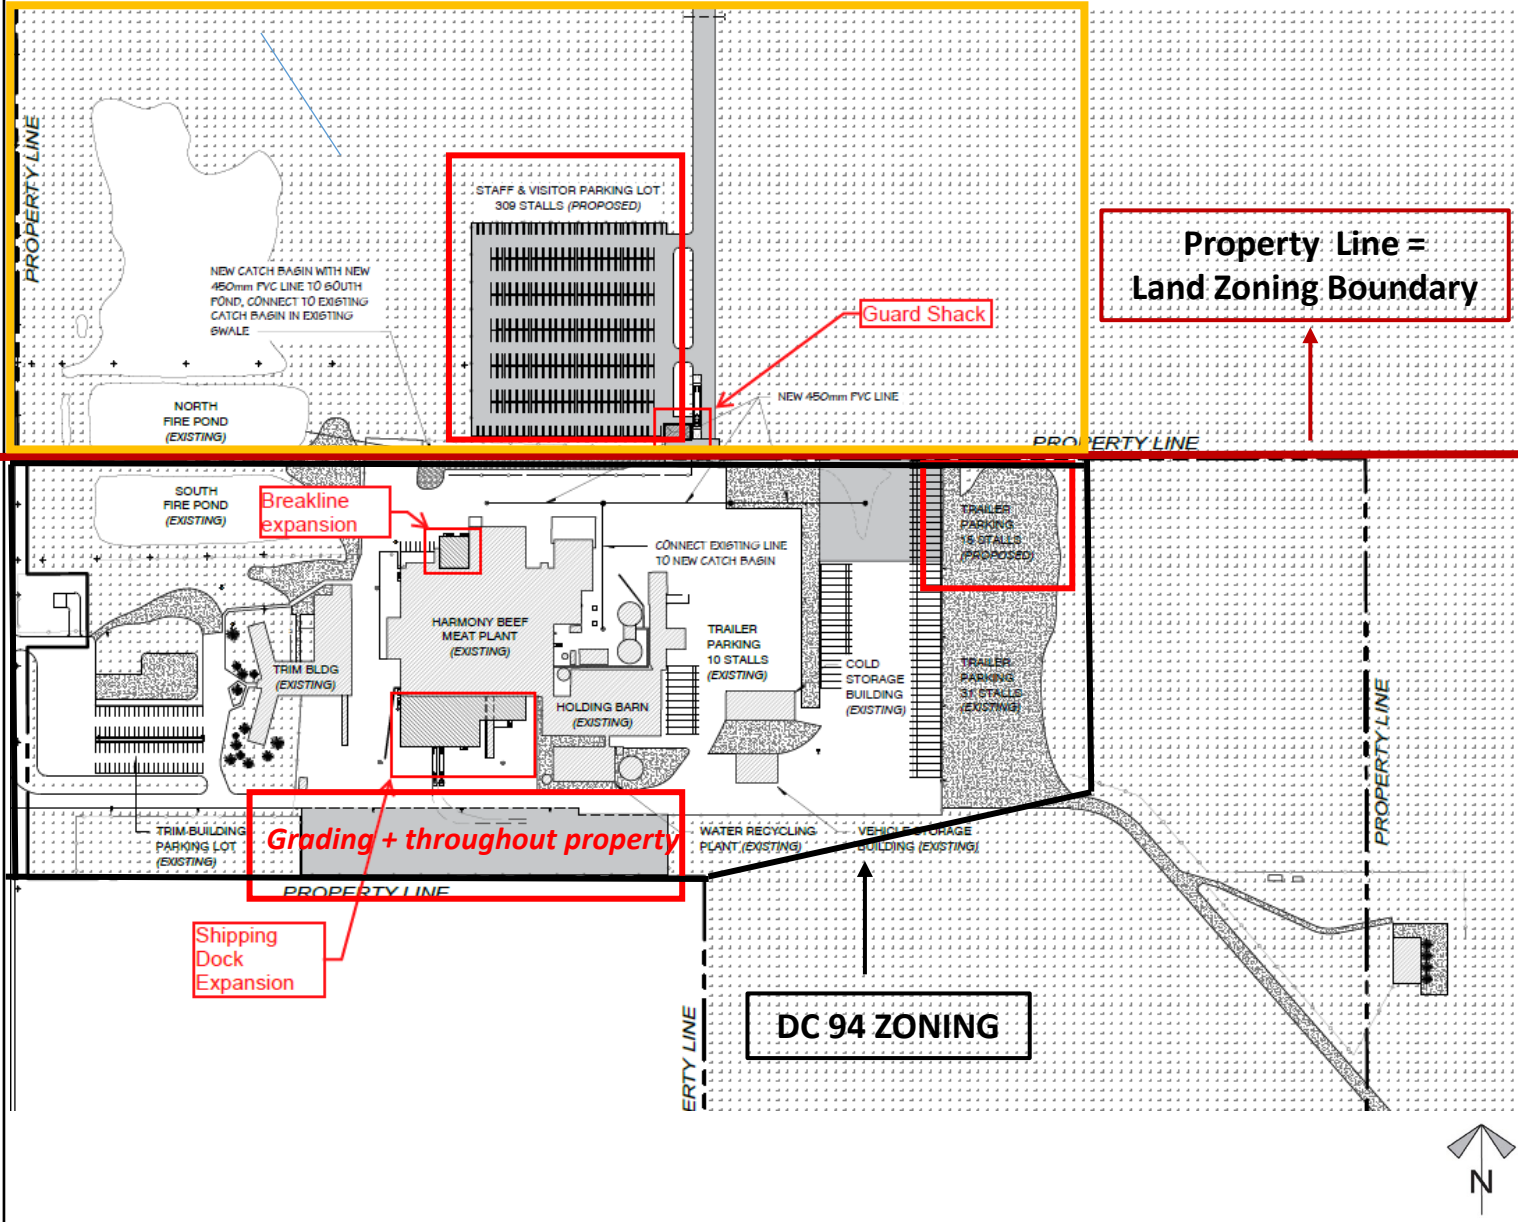 PROPERTY LINE
STAFF & VISITOR PARKING LOT
309 STALLS (PROPOSED)
Property Line =
Land Zoning Boundary
NEW CATCH BASIN WITH NEW
450mm PVC LINE TO SOUTH
POND, CONNECT TO EXISTING
CATCH BASIN IN EXISTING
SWALE
Guard Shack
NEW 450mm PVC LINE
NORTH
FIRE POND
(EXISTING)
PROPERTY LINE
SOUTH
FIRE POND
(EXISTING)
Breakline
expansion
TRAILER
PARKING
(PROPOSED)
CONNECT EXISTING LINE
TO NEW CATCH BASIN
HARMONY BEEF
MEAT PLANT
(EXISTING)
TRAILER
PARKING
10 STALLS
(EXISTING)
TRIM BLDG
(EXISTING)
COLD
STORAGE
BUILDING
(EXISTING)
TRAILER
PARKING
31 STALLS
(EXISTING)
HOLDING BARN
(EXISTING)
PROPERTY LINE
TRIM BUILDING
PARKING LOT
(EXISTING)
Grading + throughout property
WATER RECYCLING
PLANT (EXISTING)
VEHICLE STORAGE
BUILDING (EXISTING)
PROPERTY LINE
Shipping
Dock
Expansion
DC 94 ZONING
ERTY LINE
N